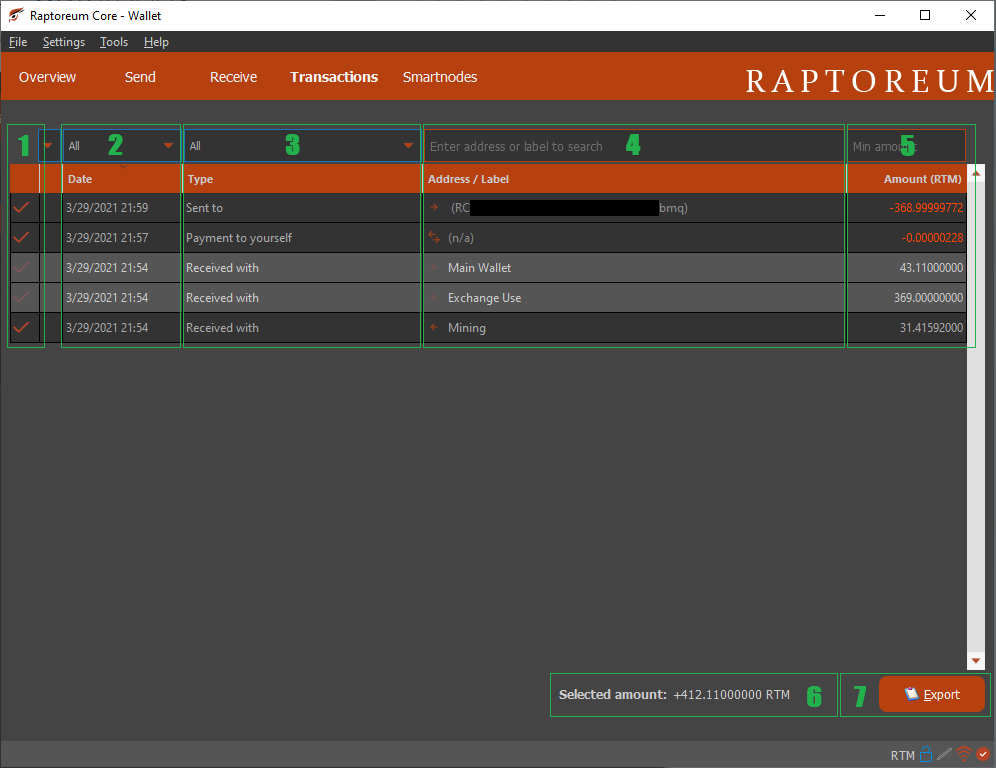 Raptoreum Core - Wallet
File Settings Tools Help
Overview Send Receive Transactions Smartnodes RAPTOREUM
1 All 2 All 3 Enter address or label to search 4 Min amount 5
Date Type Address / Label Amount (RTM)
3/29/2021 21:59 Sent to (RC bmq) -368.99999772
3/29/2021 21:57 Payment to yourself (n/a) -0.00000228
3/29/2021 21:54 Received with Main Wallet 43.11000000
3/29/2021 21:54 Received with Exchange Use 369.00000000
3/29/2021 21:54 Received with Mining 31.41592000
Selected amount: +412.11000000 RTM 6 7 Export
RTM